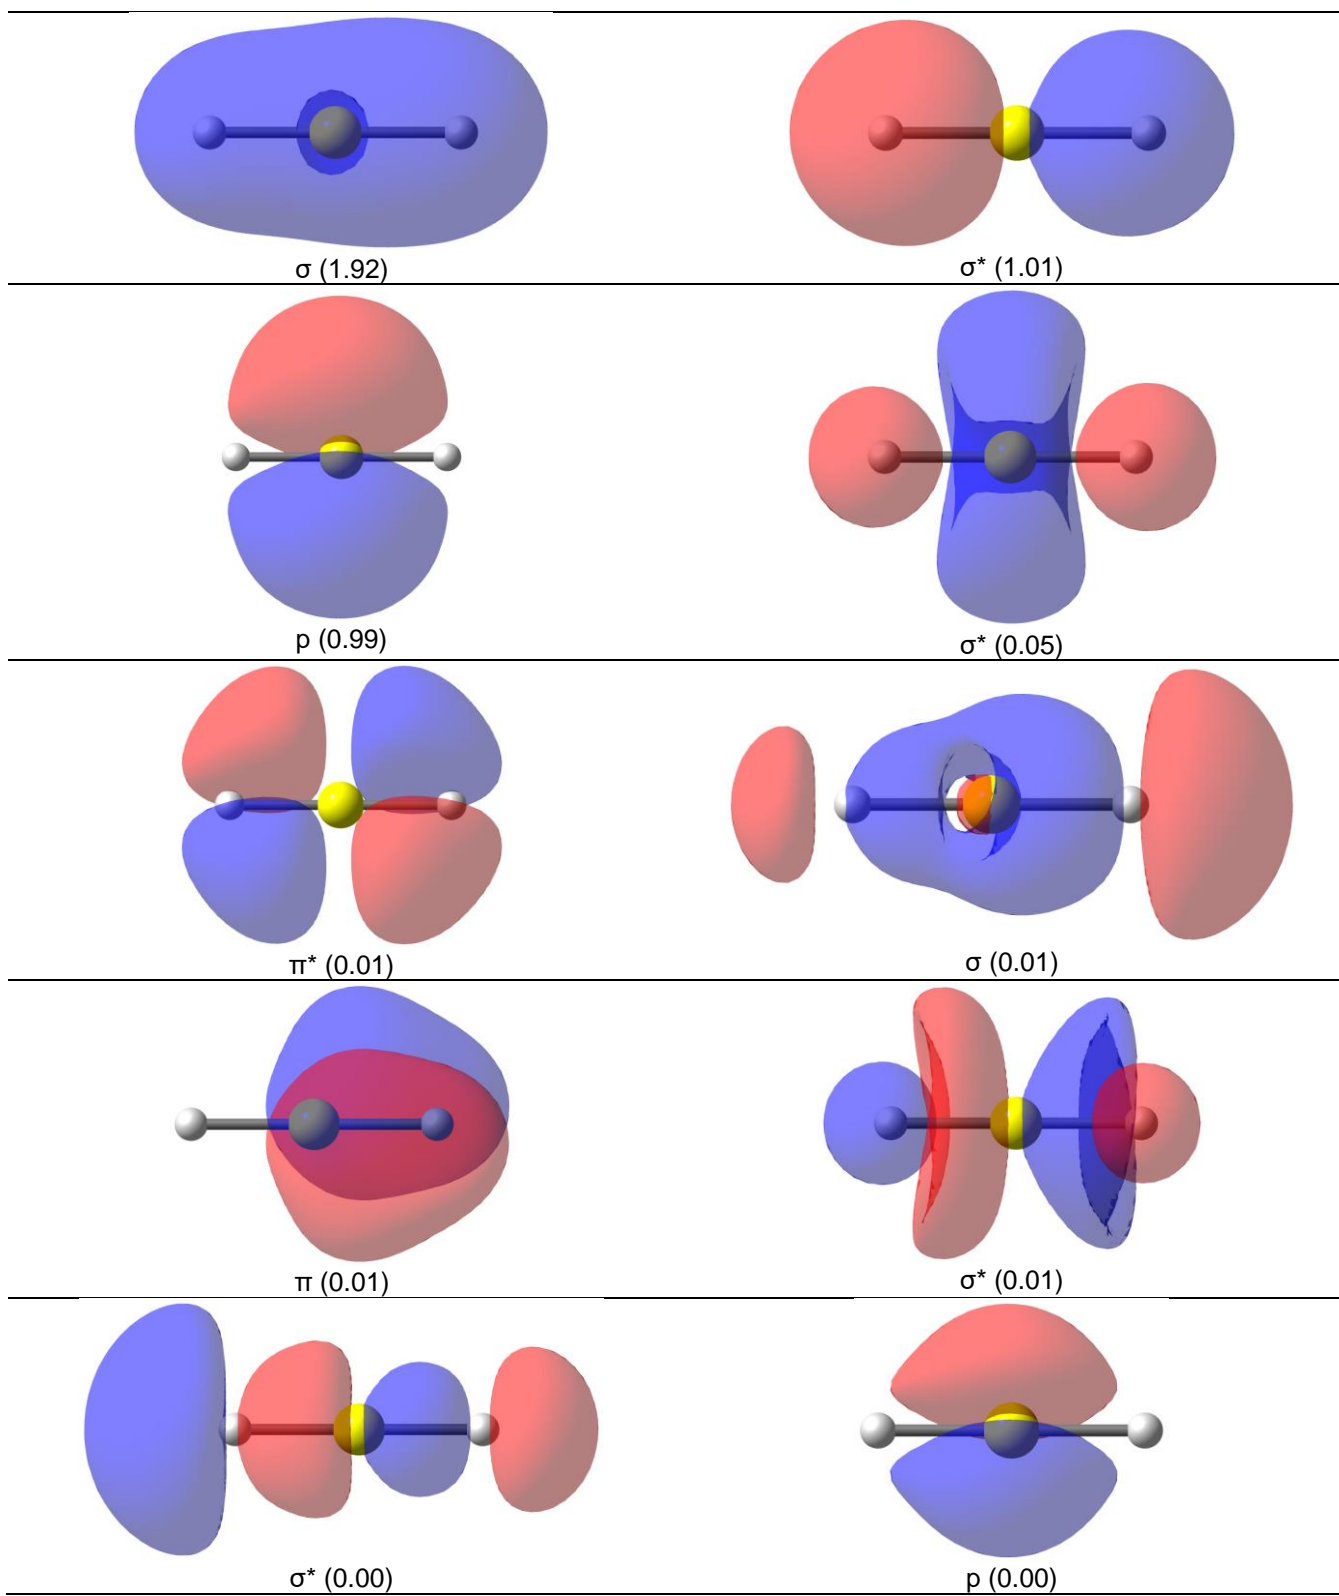 σ (1.92)
σ* (1.01)
p (0.99)
σ* (0.05)
π* (0.01)
σ (0.01)
π (0.01)
σ* (0.01)
σ* (0.00)
p (0.00)